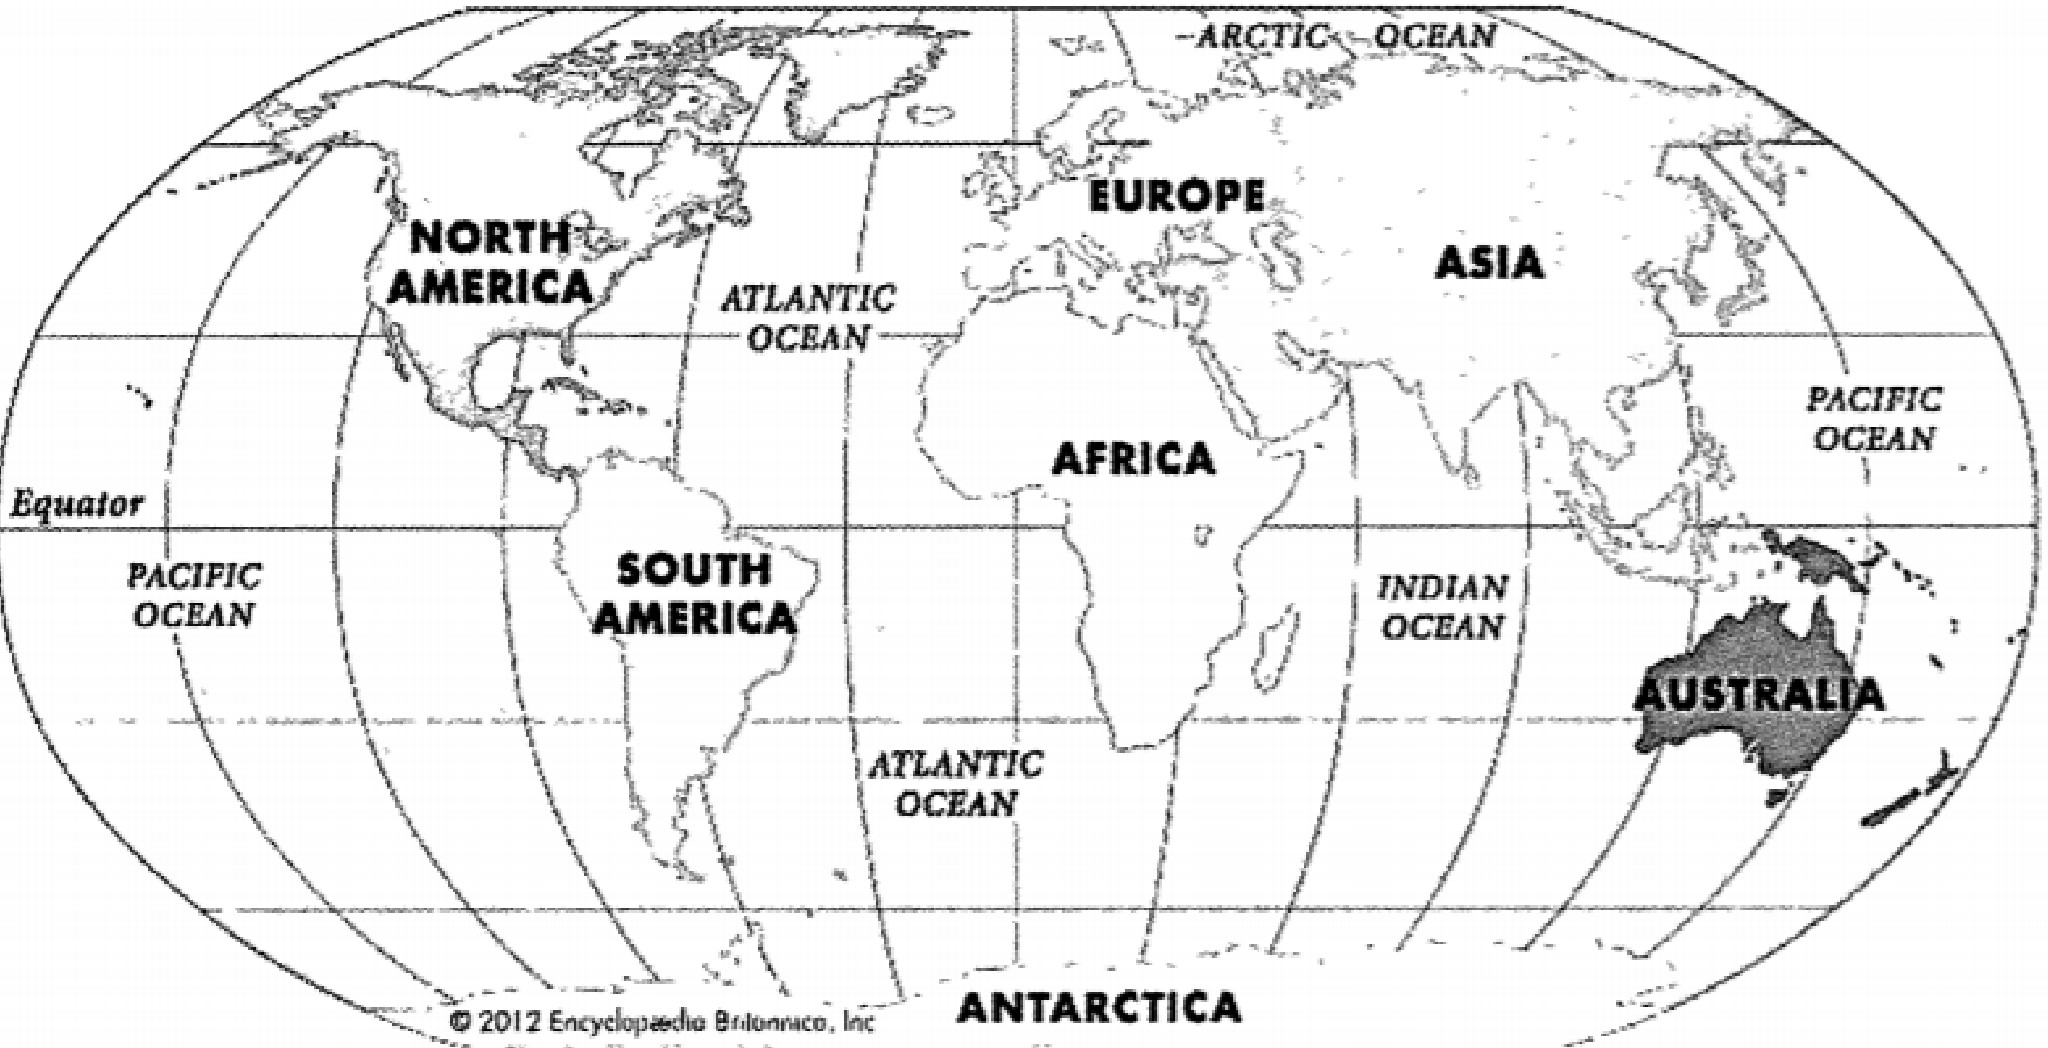 ARCTIC OCEAN
EUROPE
NORTH
AMERICA
ASIA
ATLANTIC
OCEAN
PACIFIC
OCEAN
AFRICA
Equator
SOUTH
AMERICA
PACIFIC
OCEAN
INDIAN
OCEAN
AUSTRALIA
ATLANTIC
OCEAN
ANTARCTICA
© 2012 Encyclopædia Britannica, Inc